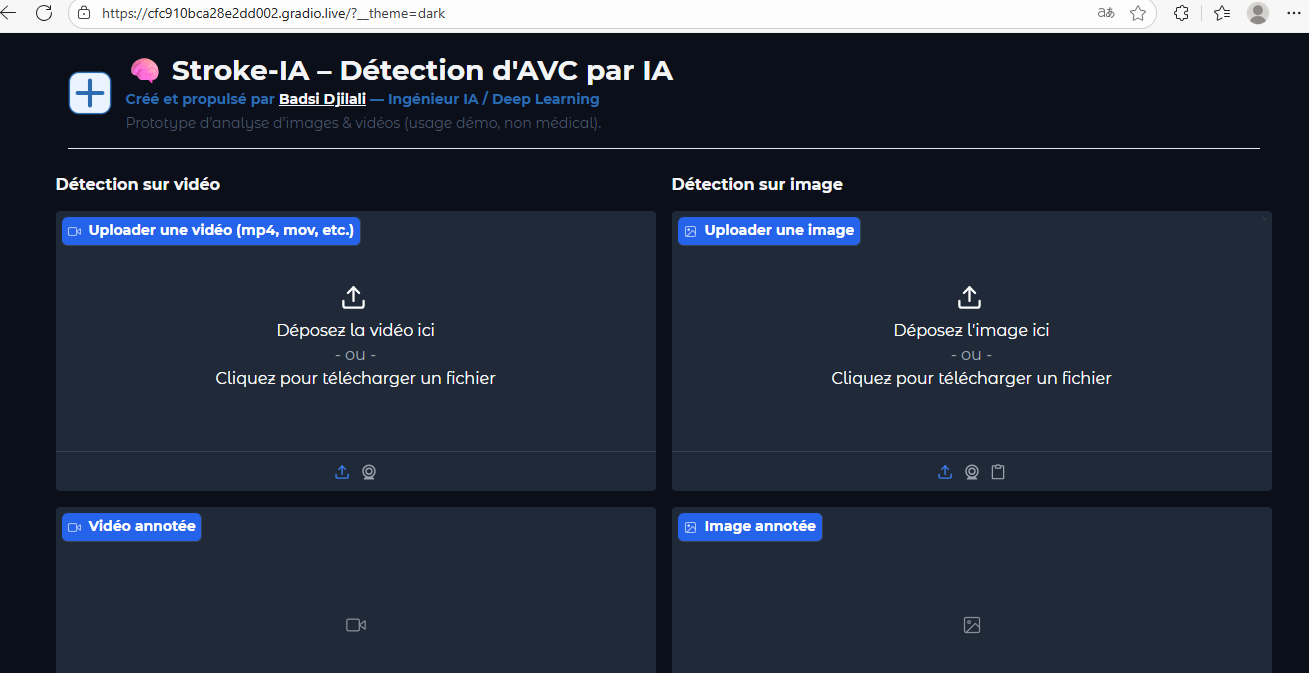 https://cfc910bca28e2dd002.gradio.live/?__theme=dark
aあ
🧠 Stroke-IA – Détection d'AVC par IA
Créé et propulsé par Badsi Djilali — Ingénieur IA / Deep Learning
Prototype d'analyse d'images & vidéos (usage démo, non médical).
Détection sur vidéo
Uploader une vidéo (mp4, mov, etc.)
Déposez la vidéo ici
- ou -
Cliquez pour télécharger un fichier
Vidéo annotée
Détection sur image
Uploader une image
Déposez l'image ici
- ou -
Cliquez pour télécharger un fichier
Image annotée